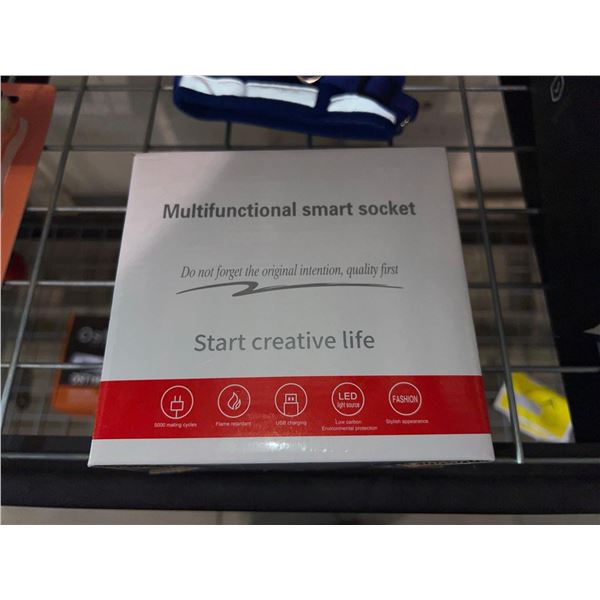 Multifunctional smart socket
Do not forget the original intention, quality first
Start creative life
LED
light source
FASHION
5000 mating cycles
Flame retardant
USB charging
Low carbon
Environmental protection
Stylish appearance